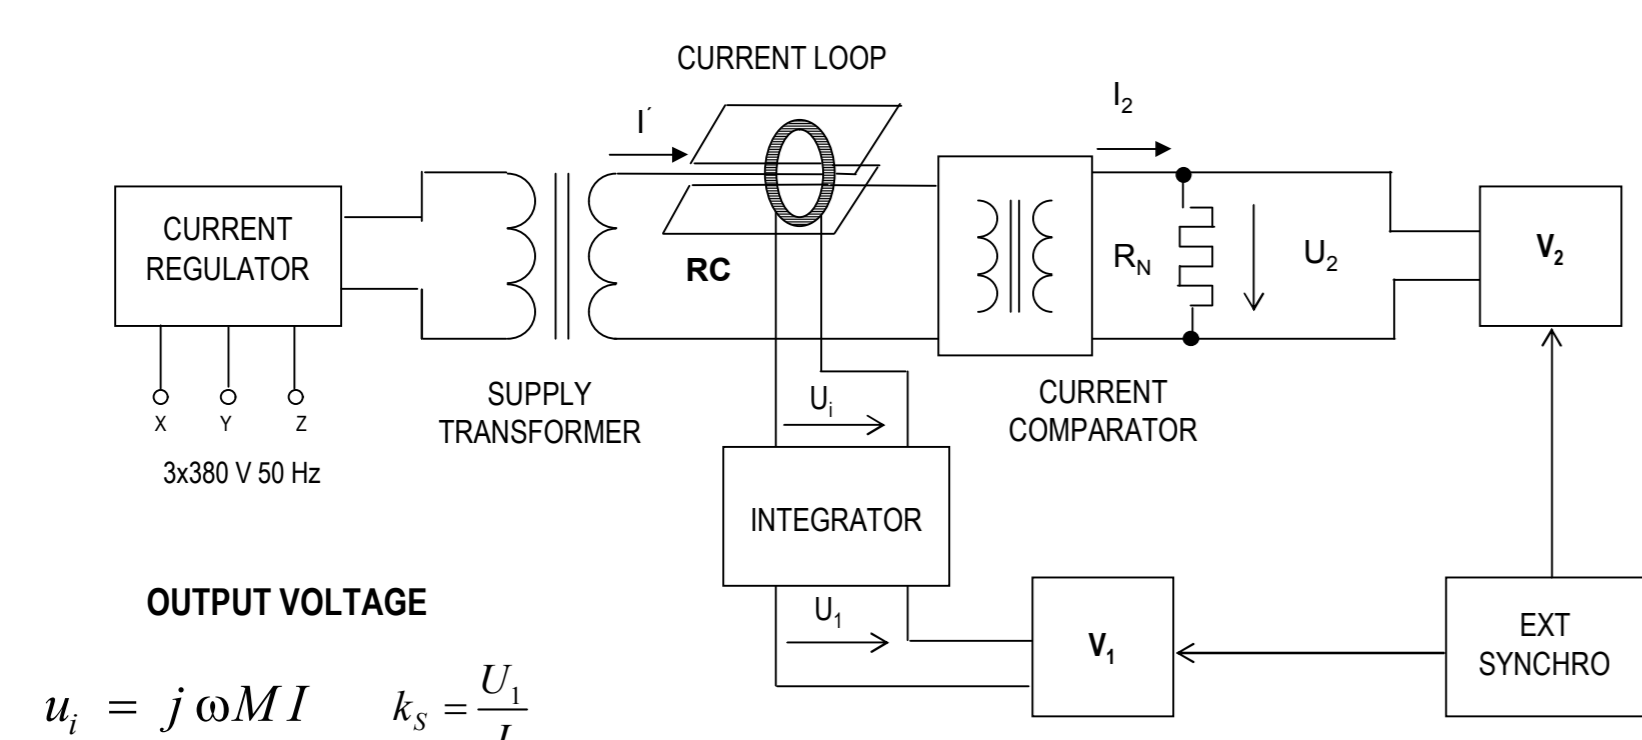 CURRENT LOOP
I´
I2
CURRENT
REGULATOR
RC
RN
U2
V2
X Y Z
3x380 V 50 Hz
SUPPLY
TRANSFORMER
Ui
CURRENT
COMPARATOR
INTEGRATOR
OUTPUT VOLTAGE
U1
V1
EXT
SYNCHRO
ui = jωMI
kS = U1